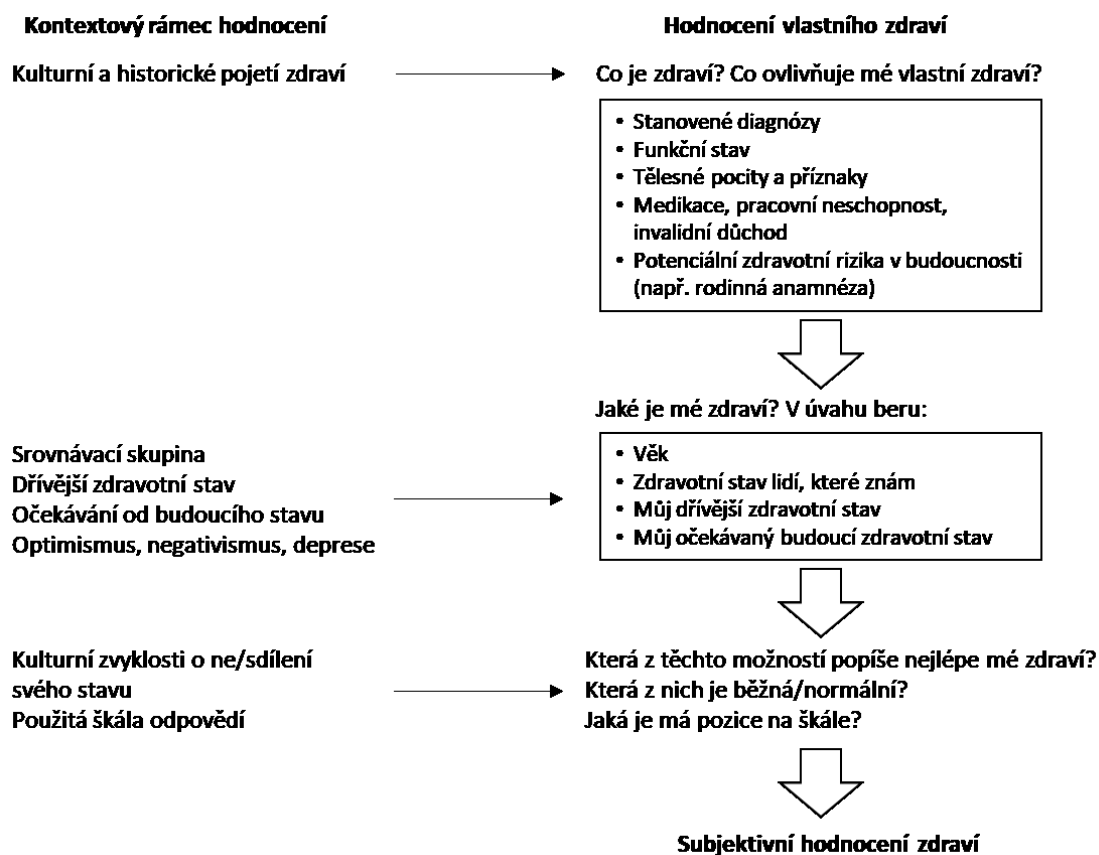 Kontextový rámec hodnocení
Hodnocení vlastního zdraví
Kulturní a historické pojetí zdraví
Co je zdraví? Co ovlivňuje mé vlastní zdraví?
• Stanovené diagnózy
• Funkční stav
• Tělesné pocity a příznaky
• Medikace, pracovní neschopnost,
invalidní důchod
• Potenciální zdravotní rizika v budoucnosti
(např. rodinná anamnéza)
Jaké je mé zdraví? V úvahu beru:
Srovnávací skupina
Dřívější zdravotní stav
Očekávání od budoucího stavu
Optimismus, negativismus, deprese
• Věk
• Zdravotní stav lidí, které znám
• Můj dřívější zdravotní stav
• Můj očekávaný budoucí zdravotní stav
Kulturní zvyklosti o ne/sdílení
svého stavu
Použitá škála odpovědí
Která z těchto možností popíše nejlépe mé zdraví?
Která z nich je běžná/normální?
Jaká je má pozice na škále?
Subjektivní hodnocení zdraví